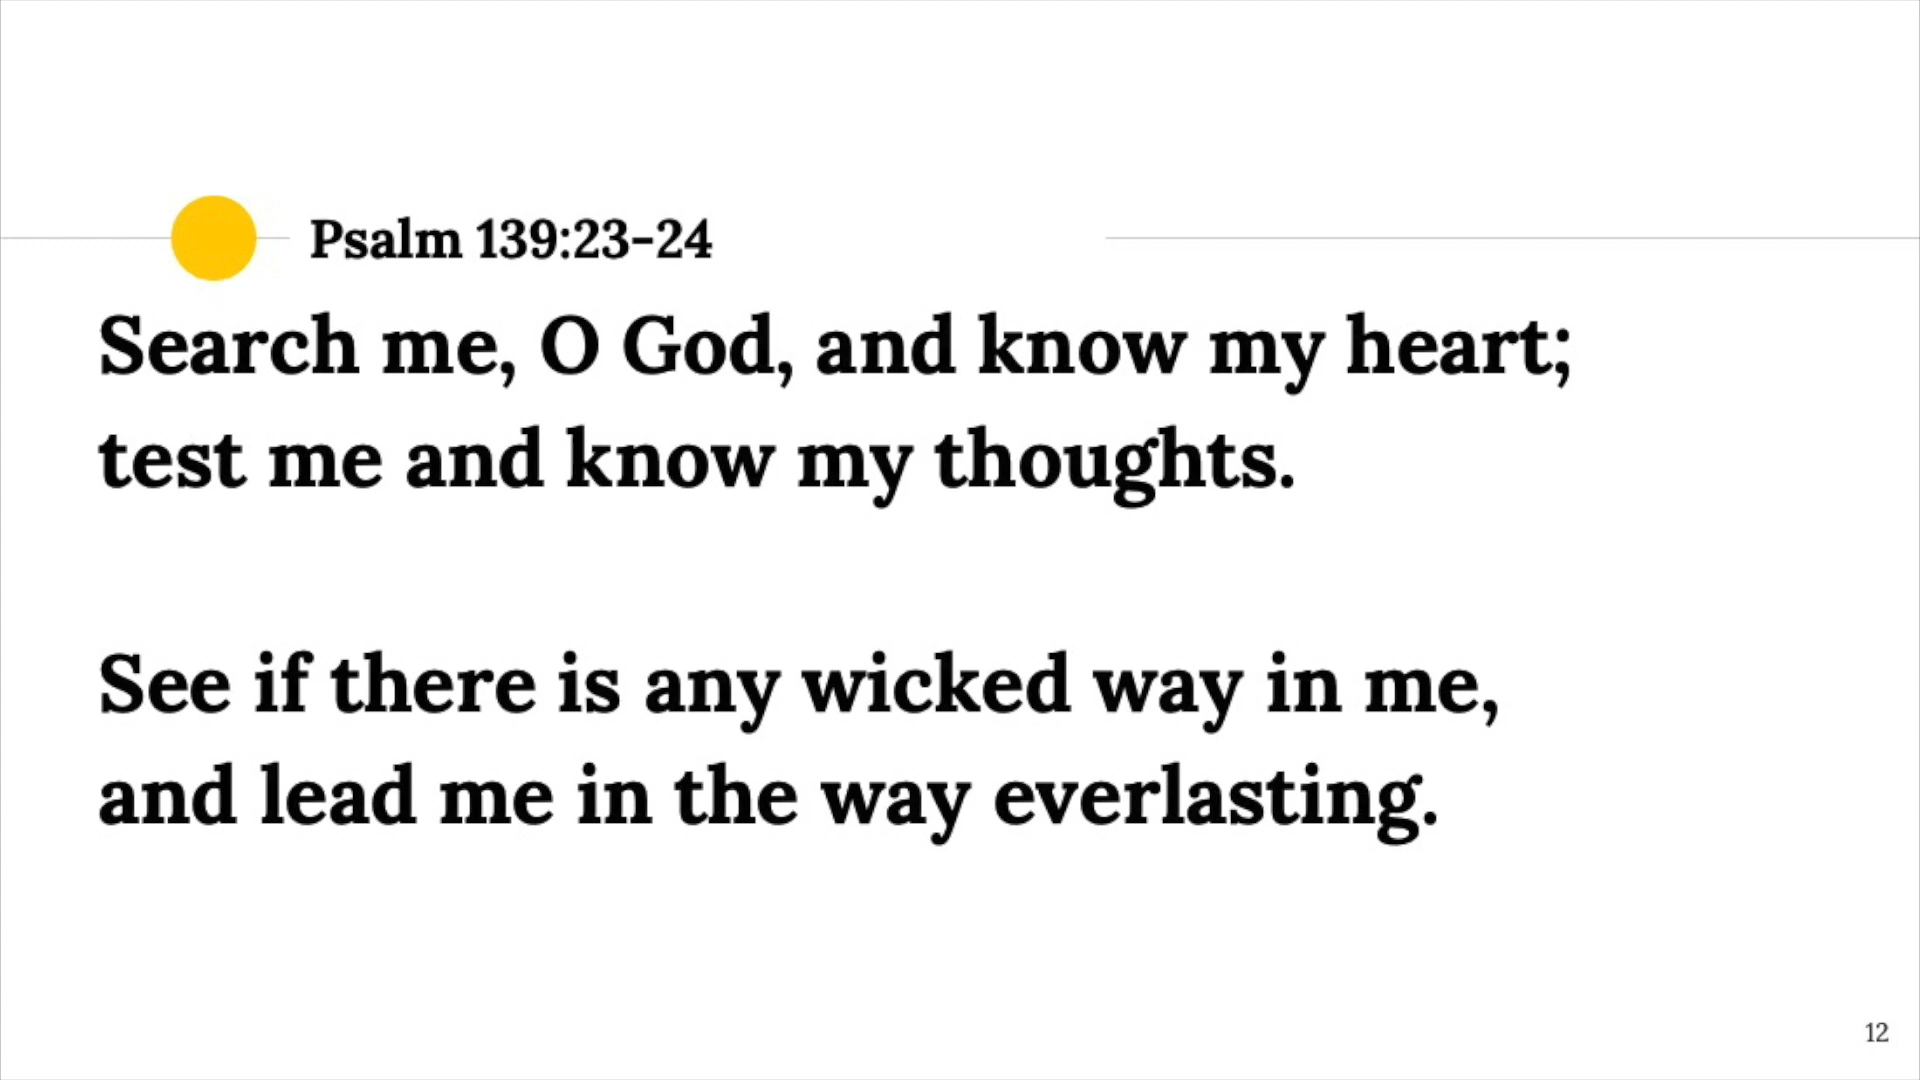 Psalm 139:23-24
Search me, O God, and know my heart;
test me and know my thoughts.
See if there is any wicked way in me,
and lead me in the way everlasting.
12